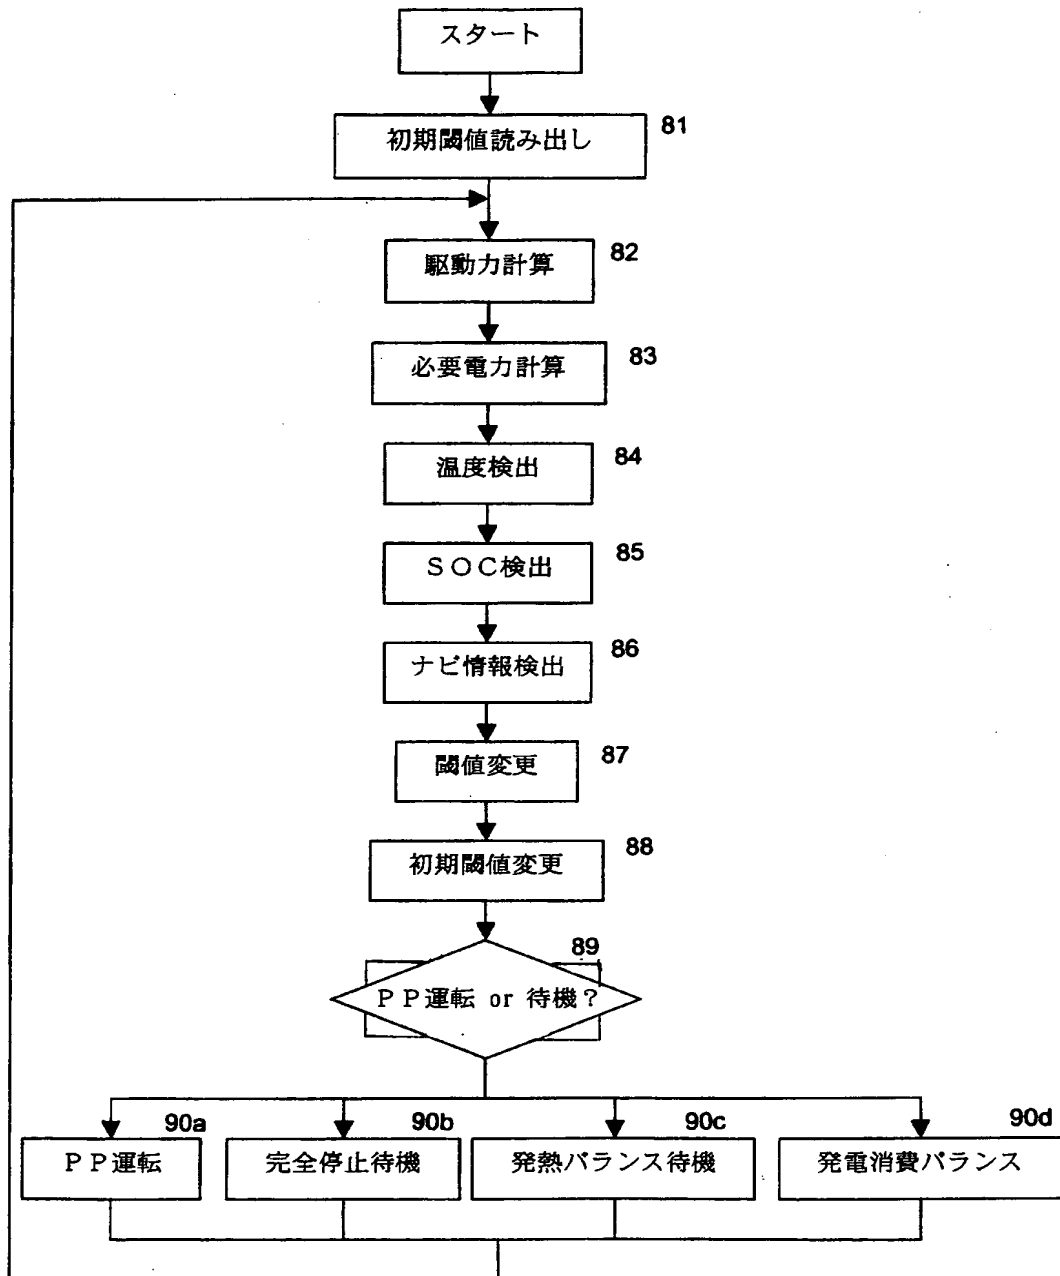 スタート
初期閾値読み出し
81
駆動力計算
82
必要電力計算
83
温度検出
84
ＳＯＣ検出
85
ナビ情報検出
86
閾値変更
87
初期閾値変更
88
89
ＰＰ運転 or 待機？
90a
90b
90c
90d
ＰＰ運転
完全停止待機
発熱バランス待機
発電消費バランス